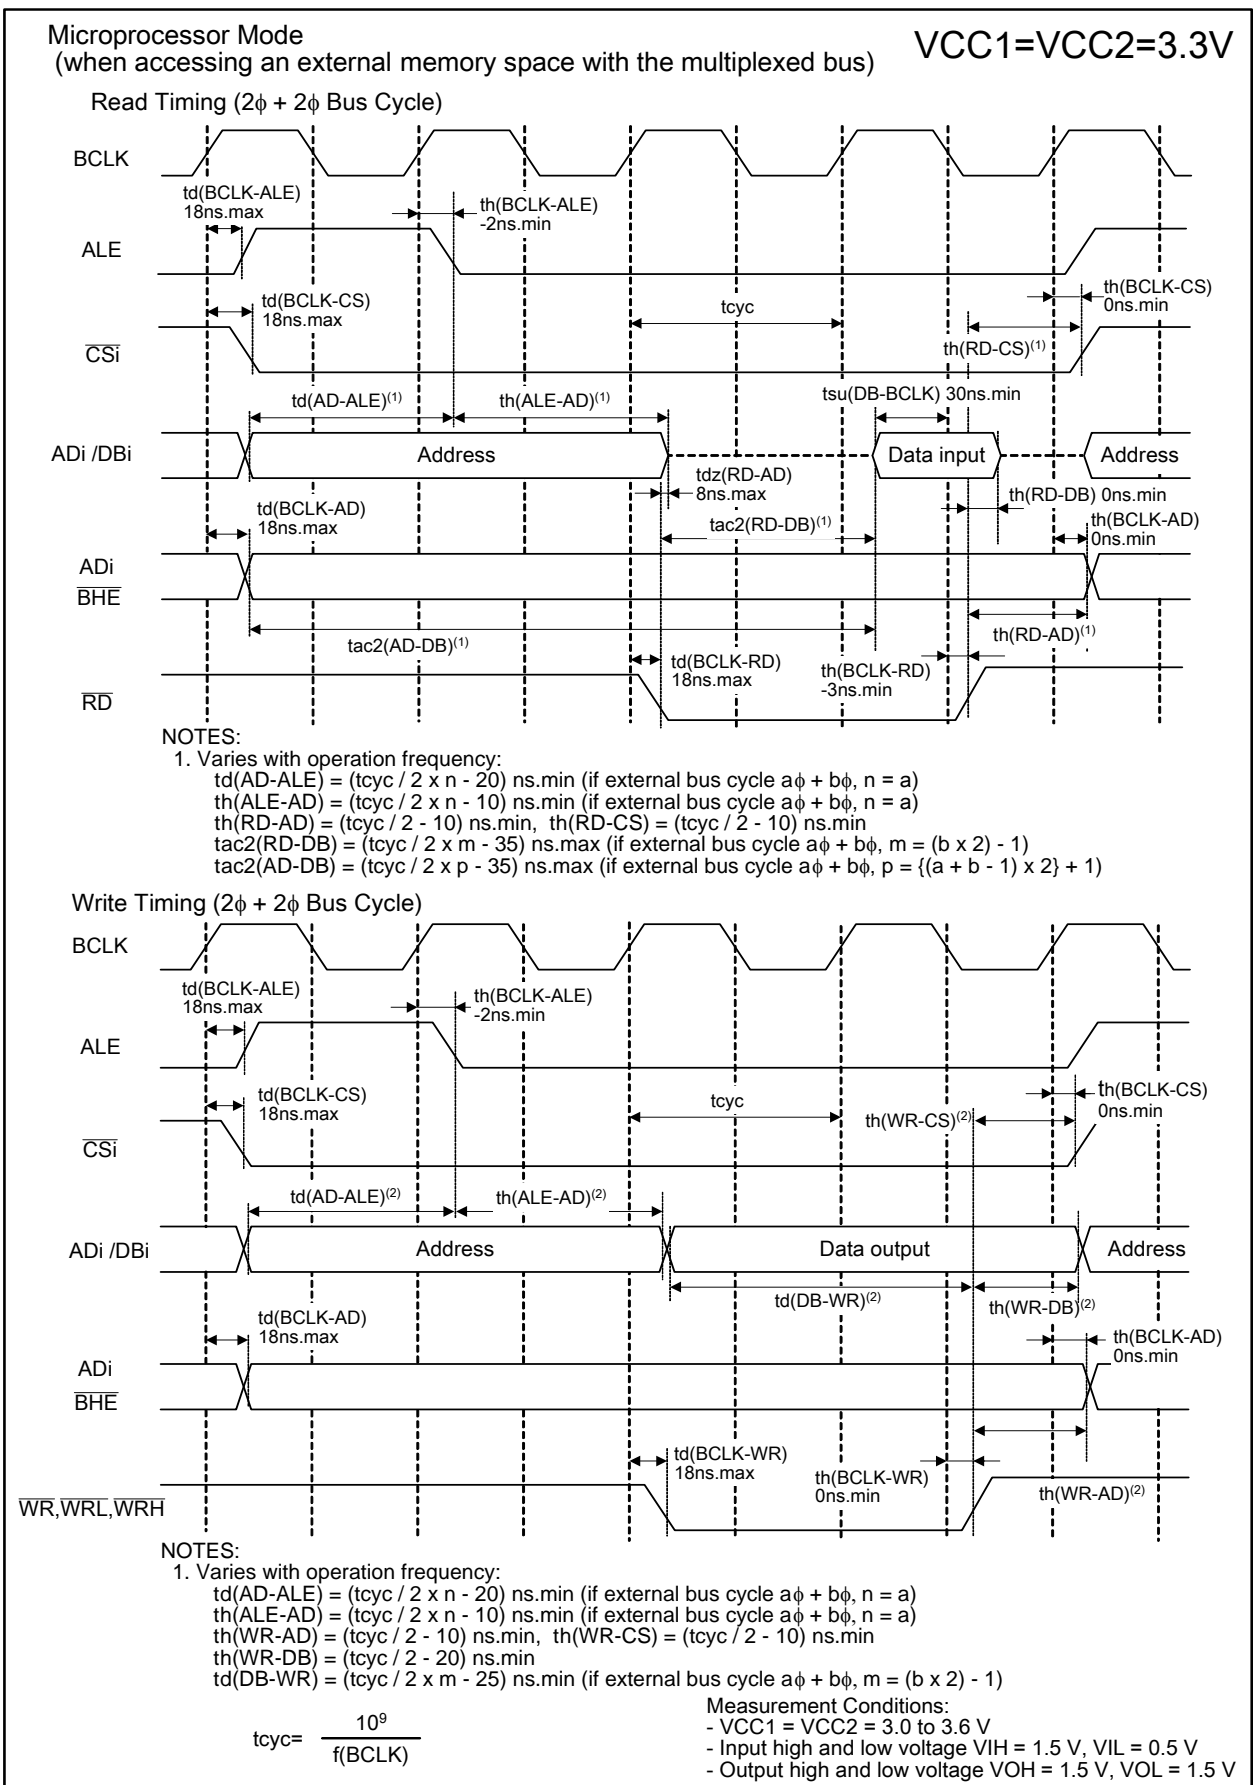 Microprocessor Mode
(when accessing an external memory space with the multiplexed bus)
VCC1=VCC2=3.3V
Read Timing (2ϕ + 2ϕ Bus Cycle)
BCLK
td(BCLK-ALE)
18ns.max
th(BCLK-ALE)
-2ns.min
ALE
td(BCLK-CS)
18ns.max
tcyc
th(BCLK-CS)
0ns.min
th(RD-CS)(1)
CSi
td(AD-ALE)(1)
th(ALE-AD)(1)
tsu(DB-BCLK) 30ns.min
ADi /DBi
Address
Data input
Address
tdz(RD-AD)
8ns.max
th(RD-DB) 0ns.min
td(BCLK-AD)
18ns.max
tac2(RD-DB)(1)
th(BCLK-AD)
0ns.min
ADi
BHE
tac2(AD-DB)(1)
th(RD-AD)(1)
td(BCLK-RD)
18ns.max
th(BCLK-RD)
-3ns.min
RD
NOTES:
1. Varies with operation frequency:
td(AD-ALE) = (tcyc / 2 x n - 20) ns.min (if external bus cycle aϕ + bϕ, n = a)
th(ALE-AD) = (tcyc / 2 x n - 10) ns.min (if external bus cycle aϕ + bϕ, n = a)
th(RD-AD) = (tcyc / 2 - 10) ns.min, th(RD-CS) = (tcyc / 2 - 10) ns.min
tac2(RD-DB) = (tcyc / 2 x m - 35) ns.max (if external bus cycle aϕ + bϕ, m = (b x 2) - 1)
tac2(AD-DB) = (tcyc / 2 x p - 35) ns.max (if external bus cycle aϕ + bϕ, p = {(a + b - 1) x 2} + 1)
Write Timing (2ϕ + 2ϕ Bus Cycle)
BCLK
td(BCLK-ALE)
18ns.max
th(BCLK-ALE)
-2ns.min
ALE
td(BCLK-CS)
18ns.max
tcyc
th(BCLK-CS)
0ns.min
th(WR-CS)(2)
CSi
td(AD-ALE)(2)
th(ALE-AD)(2)
ADi /DBi
Address
Data output
Address
td(DB-WR)(2)
th(WR-DB)(2)
td(BCLK-AD)
18ns.max
th(BCLK-AD)
0ns.min
ADi
BHE
td(BCLK-WR)
18ns.max
th(BCLK-WR)
0ns.min
th(WR-AD)(2)
WR,WRL,WRH
NOTES:
1. Varies with operation frequency:
td(AD-ALE) = (tcyc / 2 x n - 20) ns.min (if external bus cycle aϕ + bϕ, n = a)
th(ALE-AD) = (tcyc / 2 x n - 10) ns.min (if external bus cycle aϕ + bϕ, n = a)
th(WR-AD) = (tcyc / 2 - 10) ns.min, th(WR-CS) = (tcyc / 2 - 10) ns.min
th(WR-DB) = (tcyc / 2 - 20) ns.min
td(DB-WR) = (tcyc / 2 x m - 25) ns.min (if external bus cycle aϕ + bϕ, m = (b x 2) - 1)
tcyc= 10⁹ / f(BCLK)
Measurement Conditions:
- VCC1 = VCC2 = 3.0 to 3.6 V
- Input high and low voltage VIH = 1.5 V, VIL = 0.5 V
- Output high and low voltage VOH = 1.5 V, VOL = 1.5 V